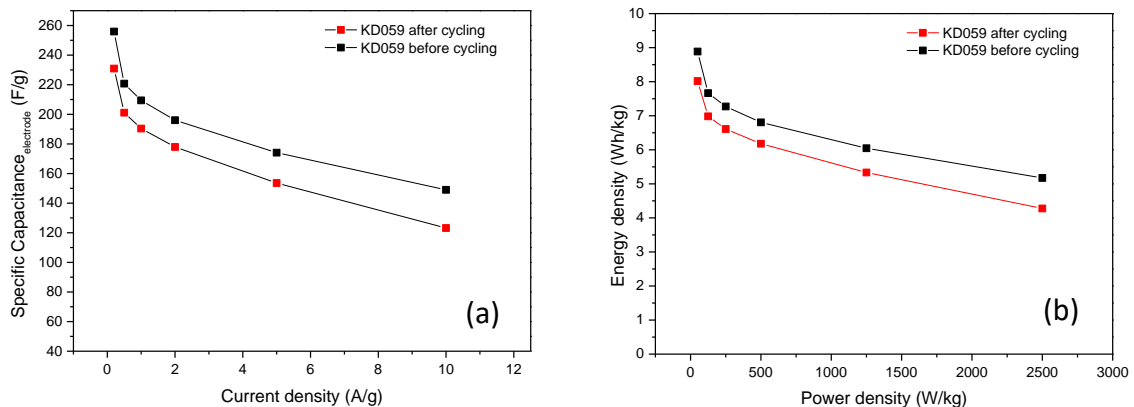 KD059 after cycling
KD059 before cycling
260
240
220
200
180
160
140
120
100
80
60
40
Specific Capacitance electrode (F/g)
0 2 4 6 8 10 12
Current density (A/g)
(a)
KD059 after cycling
KD059 before cycling
10
9
8
7
6
5
4
3
2
1
0
Energy density (Wh/kg)
0 500 1000 1500 2000 2500 3000
Power density (W/kg)
(b)